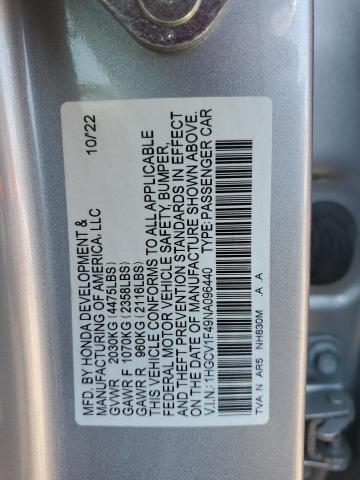 MFD. BY HONDA DEVELOPMENT & 10/22
MANUFACTURING OF AMERICA, LLC
GVWR 2030KG (4475LBS)
GAWR F 1070KG (2358LBS)
GAWR R 960KG (2116LBS)
THIS VEHICLE CONFORMS TO ALL APPLICABLE
FEDERAL MOTOR VEHICLE SAFETY, BUMPER,
AND THEFT PREVENTION STANDARDS IN EFFECT
ON THE DATE OF MANUFACTURE SHOWN ABOVE.
V.I.N.: 1HGCV1F49NA096440 TYPE: PASSENGER CAR
TVA N AR5 NH830M .A .A